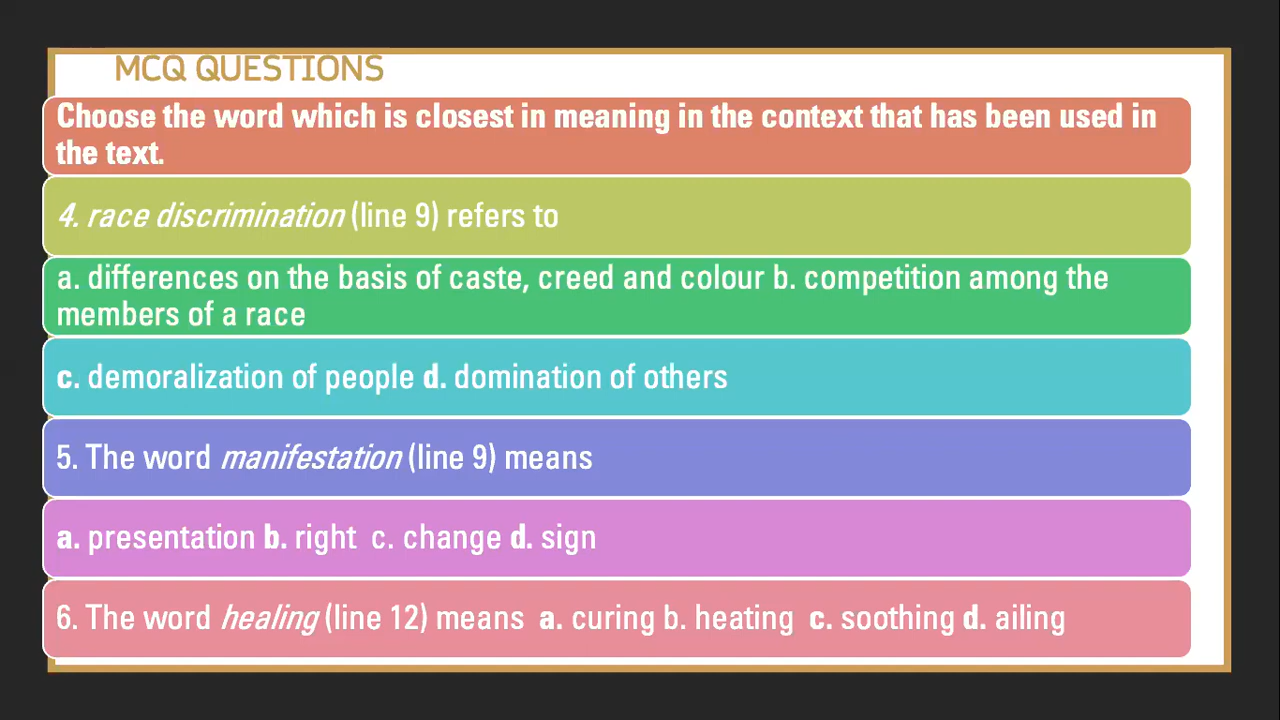 MCQ QUESTIONS
Choose the word which is closest in meaning in the context that has been used in
the text.
4. race discrimination (line 9) refers to
a. differences on the basis of caste, creed and colour b. competition among the
members of a race
c. demoralization of people d. domination of others
5. The word manifestation (line 9) means
a. presentation b. right c. change d. sign
6. The word healing (line 12) means a. curing b. heating c. soothing d. ailing